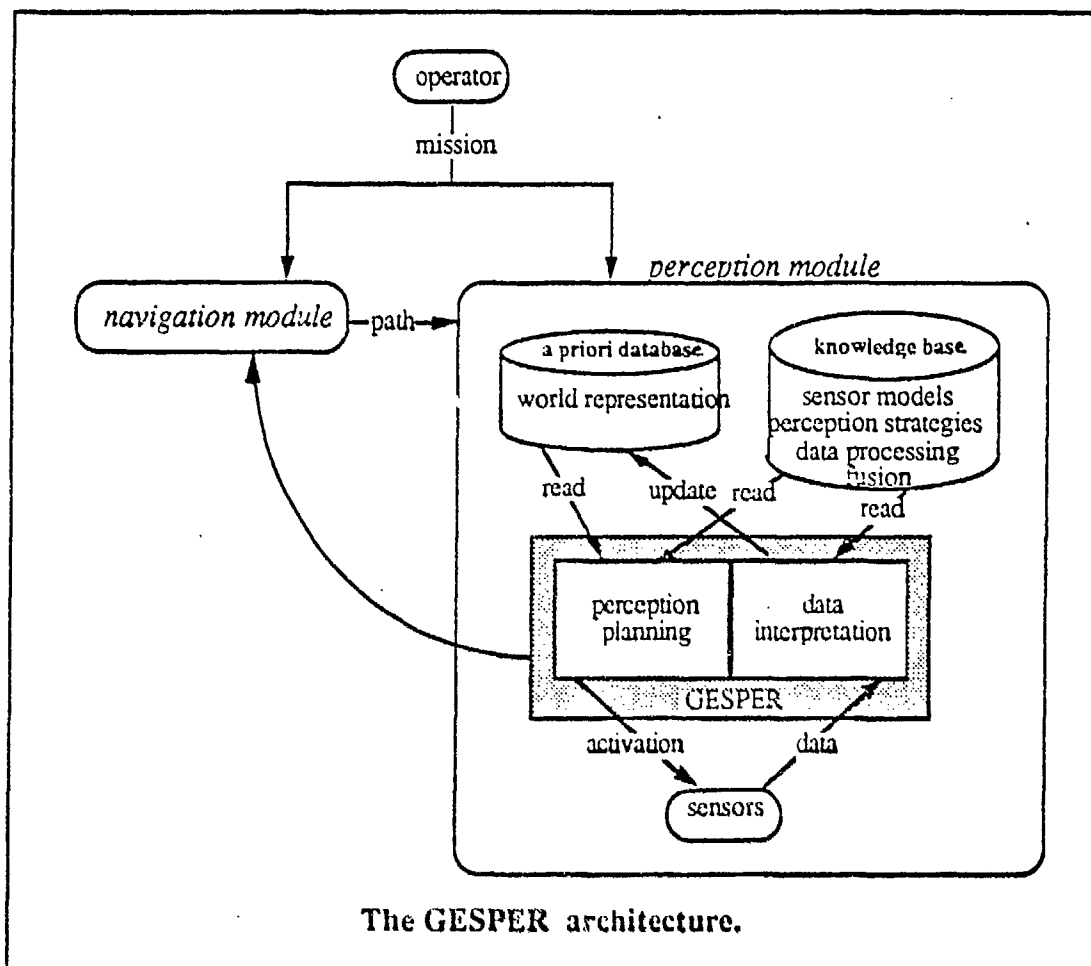 operator
mission
perception module
navigation module
path
a priori database
world representation
knowledge base
sensor models
perception strategies
data processing
fusion
read
update
read
read
perception
planning
data
interpretation
GESPER
activation
data
sensors
The GESPER architecture.